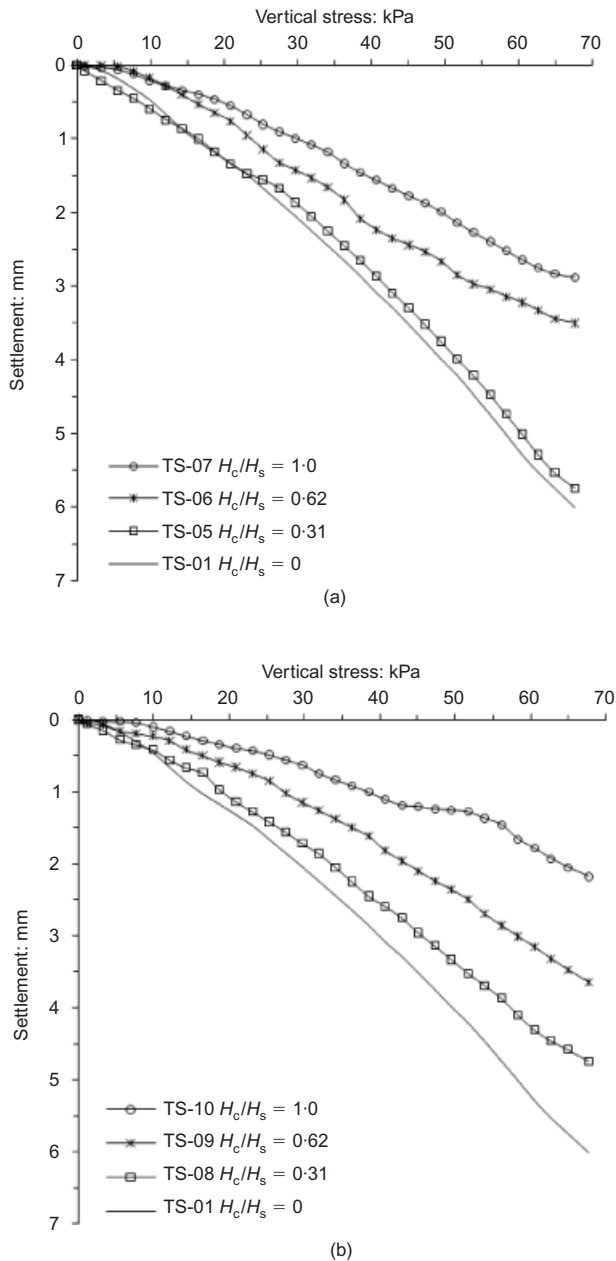 Vertical stress: kPa
0 10 20 30 40 50 60 70
0
1
2
3
4
5
6
7
Settlement: mm
TS-07 Hc/Hs = 1·0
TS-06 Hc/Hs = 0·62
TS-05 Hc/Hs = 0·31
TS-01 Hc/Hs = 0
(a)
Vertical stress: kPa
0 10 20 30 40 50 60 70
0
1
2
3
4
5
6
7
Settlement: mm
TS-10 Hc/Hs = 1·0
TS-09 Hc/Hs = 0·62
TS-08 Hc/Hs = 0·31
TS-01 Hc/Hs = 0
(b)